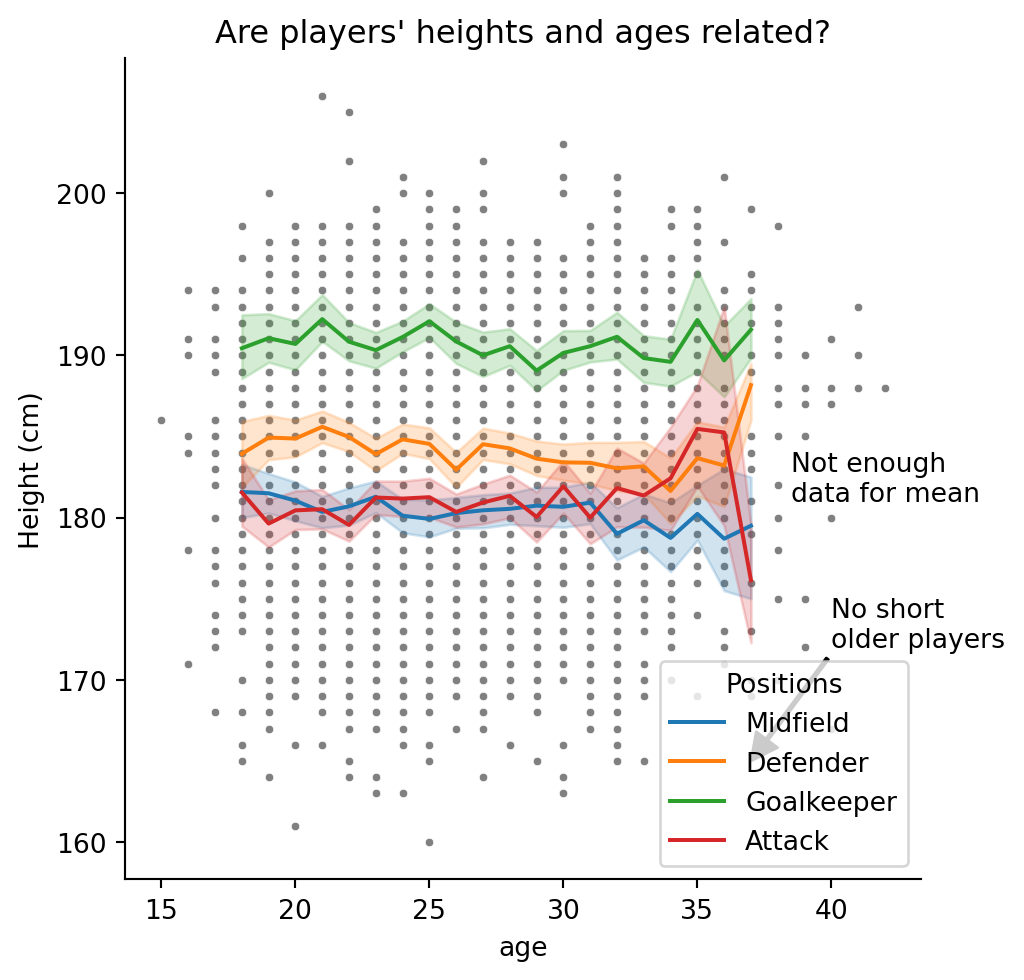 Are players' heights and ages related?
Height (cm)
200
190
180
170
160
Not enough
data for mean
No short
older players
Positions
Midfield
Defender
Goalkeeper
Attack
15
20
25
30
35
40
age